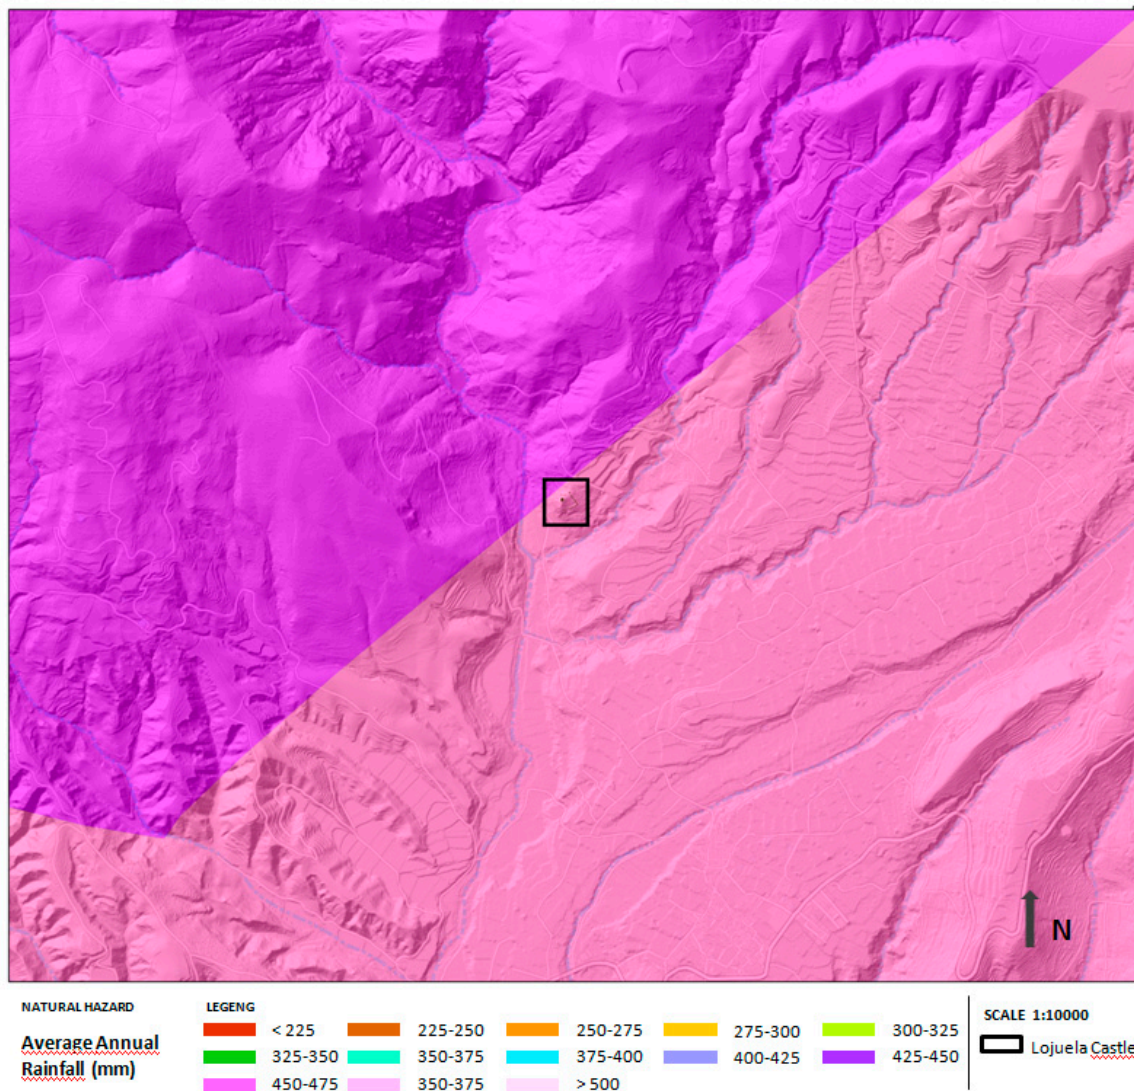 N
NATURAL HAZARD
Average Annual
Rainfall (mm)
LEGENG
< 225 225-250 250-275 275-300 300-325
325-350 350-375 375-400 400-425 425-450
450-475 350-375 > 500
SCALE 1:10000
Lojuela Castle